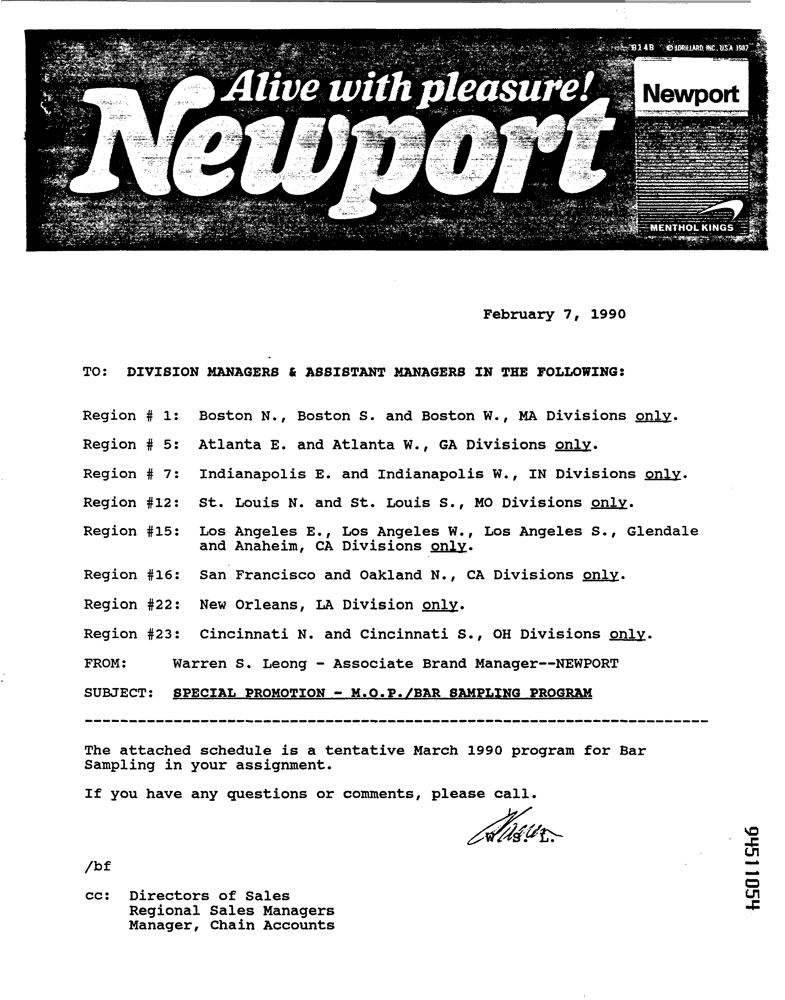 B14B © LORILLARD, INC., U.S.A. 1987
Alive with pleasure!
Newport
Newport
MENTHOL KINGS
February 7, 1990
TO: DIVISION MANAGERS & ASSISTANT MANAGERS IN THE FOLLOWING:
Region # 1: Boston N., Boston S. and Boston W., MA Divisions only.
Region # 5: Atlanta E. and Atlanta W., GA Divisions only.
Region # 7: Indianapolis E. and Indianapolis W., IN Divisions only.
Region #12: St. Louis N. and St. Louis S., MO Divisions only.
Region #15: Los Angeles E., Los Angeles W., Los Angeles S., Glendale
and Anaheim, CA Divisions only.
Region #16: San Francisco and Oakland N., CA Divisions only.
Region #22: New Orleans, LA Division only.
Region #23: Cincinnati N. and Cincinnati S., OH Divisions only.
FROM: Warren S. Leong - Associate Brand Manager--NEWPORT
SUBJECT: SPECIAL PROMOTION - M.O.P./BAR SAMPLING PROGRAM
The attached schedule is a tentative March 1990 program for Bar
Sampling in your assignment.
If you have any questions or comments, please call.
W. S. L.
/bf
cc: Directors of Sales
Regional Sales Managers
Manager, Chain Accounts
94511054